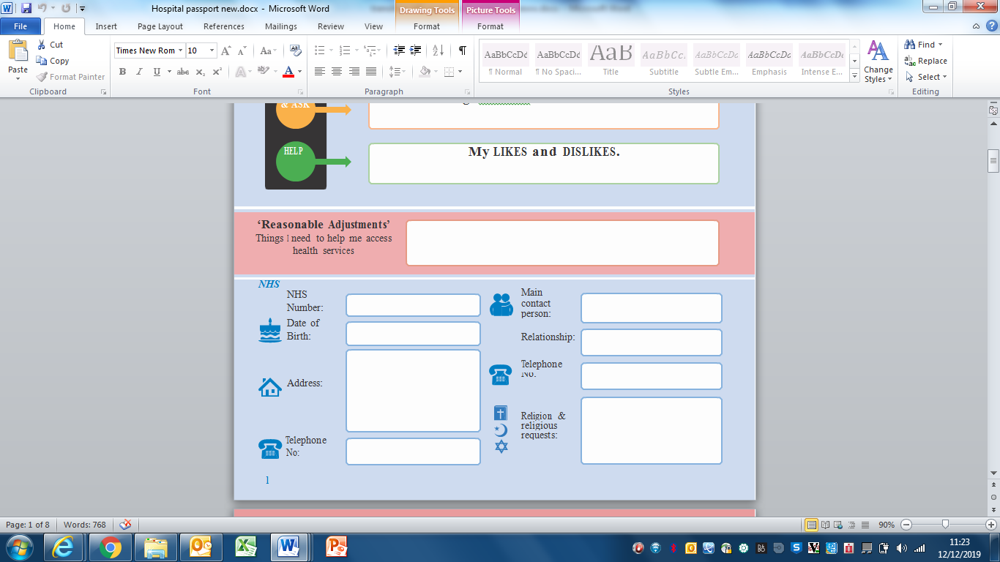 Hospital passport new.docx - Microsoft Word
Drawing Tools
Picture Tools
File
Home
Insert
Page Layout
References
Mailings
Review
View
Format
Format
Paste
Cut
Copy
Format Painter
Clipboard
Times New Rom
10
Font
Paragraph
AaBbCcDc
¶ Normal
AaBbCcDc
¶ No Spaci...
AaB
Title
AaBbCc.
Subtitle
AaBbCcDc
Subtle Em...
AaBbCcDc
Emphasis
AaBbCcDc
Intense E...
Change
Styles
Styles
Find
Replace
Select
Editing
& ASK
HELP
My LIKES and DISLIKES.
‘Reasonable Adjustments’
Things I need to help me access
health services
NHS
NHS
Number:
Date of
Birth:
Address:
Telephone
No:
Main
contact
person:
Relationship:
Telephone
No:
Religion &
religious
requests:
1
Page: 1 of 8
Words: 768
90%
11:23
12/12/2019